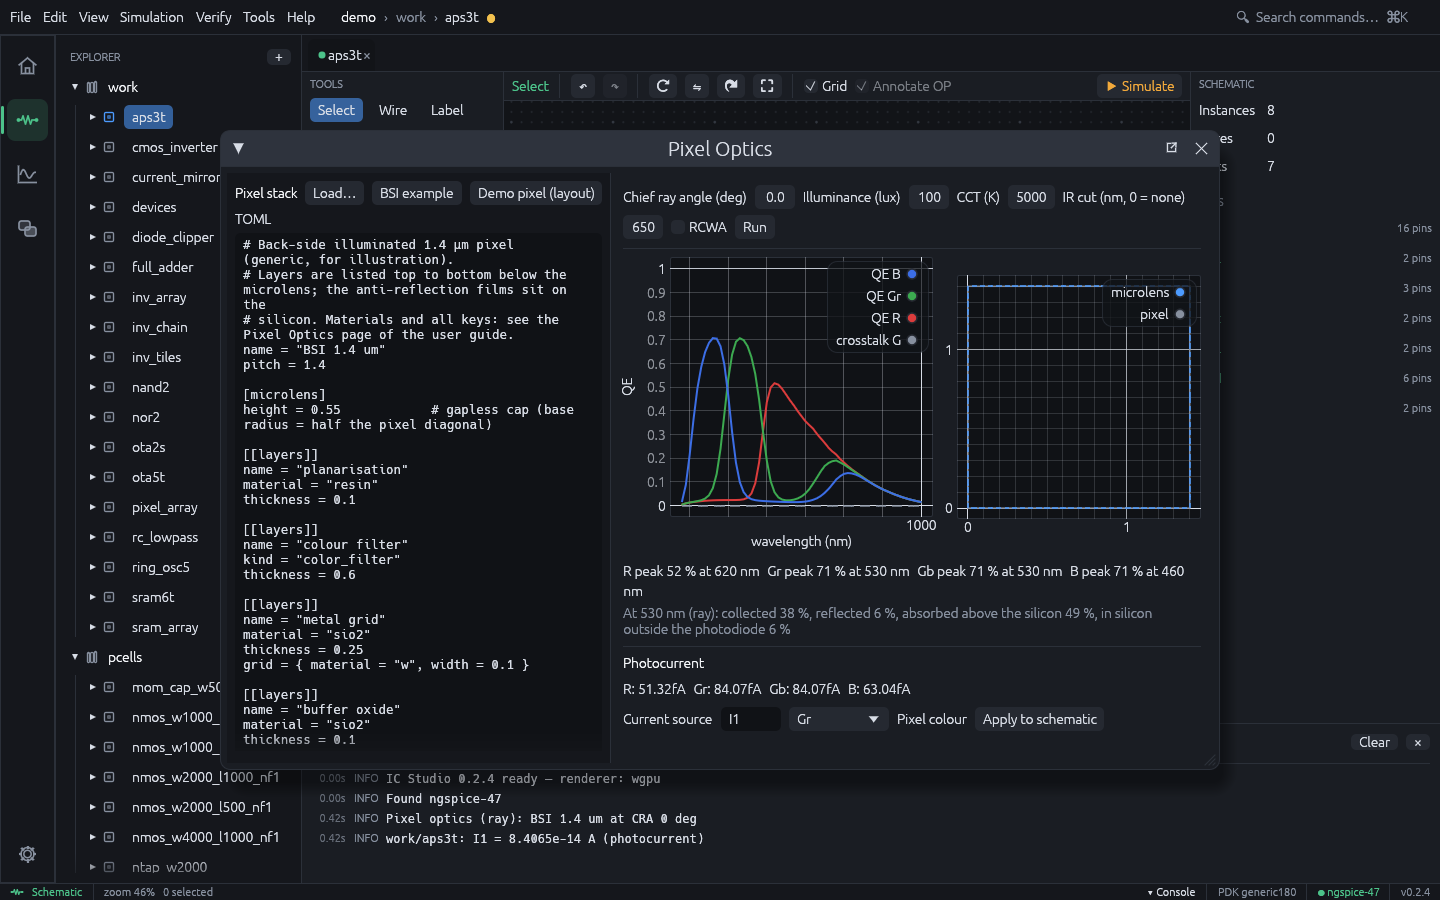 File Edit View Simulation Verify Tools Help demo › work › aps3t Search commands... ⌘K
EXPLORER +
work
aps3t
cmos_inverter
current_mirror
devices
diode_clipper
full_adder
inv_array
inv_chain
inv_tiles
nand2
nor2
ota2s
ota5t
pixel_array
rc_lowpass
ring_osc5
sram6t
sram_array
pcells
mom_cap_w50
nmos_w1000_
nmos_w1000_
nmos_w2000_l1000_nf1
nmos_w2000_l500_nf1
nmos_w4000_l1000_nf1
ntap_w2000
aps3t ×
TOOLS
Select Wire Label
Select Grid Annotate OP Simulate
SCHEMATIC
Instances 8
es 0
ts 7
16 pins
2 pins
3 pins
2 pins
2 pins
6 pins
2 pins
Pixel Optics
Pixel stack Load... BSI example Demo pixel (layout)
TOML
# Back-side illuminated 1.4 µm pixel
(generic, for illustration).
# Layers are listed top to bottom below the
microlens; the anti-reflection films sit on
the
# silicon. Materials and all keys: see the
Pixel Optics page of the user guide.
name = "BSI 1.4 um"
pitch = 1.4
[microlens]
height = 0.55 # gapless cap (base
radius = half the pixel diagonal)
[[layers]]
name = "planarisation"
material = "resin"
thickness = 0.1
[[layers]]
name = "colour filter"
kind = "color_filter"
thickness = 0.6
[[layers]]
name = "metal grid"
material = "sio2"
thickness = 0.25
grid = { material = "w", width = 0.1 }
[[layers]]
name = "buffer oxide"
material = "sio2"
thickness = 0.1
Chief ray angle (deg) 0.0 Illuminance (lux) 100 CCT (K) 5000 IR cut (nm, 0 = none)
650 RCWA Run
QE
1
0.9
0.8
0.7
0.6
0.5
0.4
0.3
0.2
0.1
0
1000
wavelength (nm)
QE B
QE Gr
QE R
crosstalk G
microlens
pixel
1
0
0 1
R peak 52 % at 620 nm Gr peak 71 % at 530 nm Gb peak 71 % at 530 nm B peak 71 % at 460
nm
At 530 nm (ray): collected 38 %, reflected 6 %, absorbed above the silicon 49 %, in silicon
outside the photodiode 6 %
Photocurrent
R: 51.32fA Gr: 84.07fA Gb: 84.07fA B: 63.04fA
Current source I1 Gr Pixel colour Apply to schematic
Clear ×
0.00s INFO IC Studio 0.2.4 ready — renderer: wgpu
0.00s INFO Found ngspice-47
0.42s INFO Pixel optics (ray): BSI 1.4 um at CRA 0 deg
0.42s INFO work/aps3t: I1 = 8.4065e-14 A (photocurrent)
Schematic zoom 46% 0 selected Console PDK generic180 ngspice-47 v0.2.4